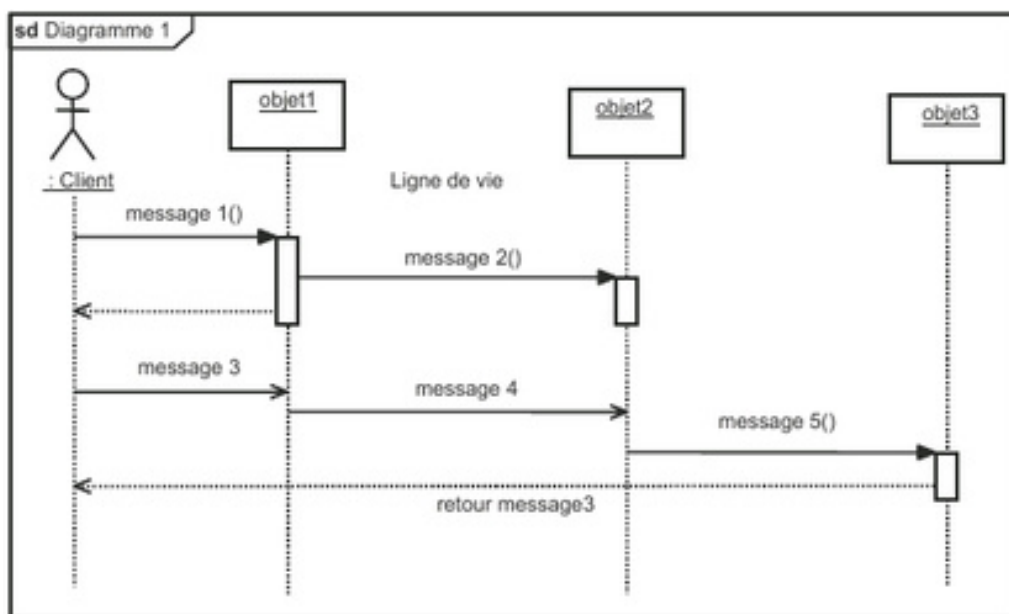 sd Diagramme 1
objet1
objet2
objet3
: Client
Ligne de vie
message 1()
message 2()
message 3
message 4
message 5()
retour message3